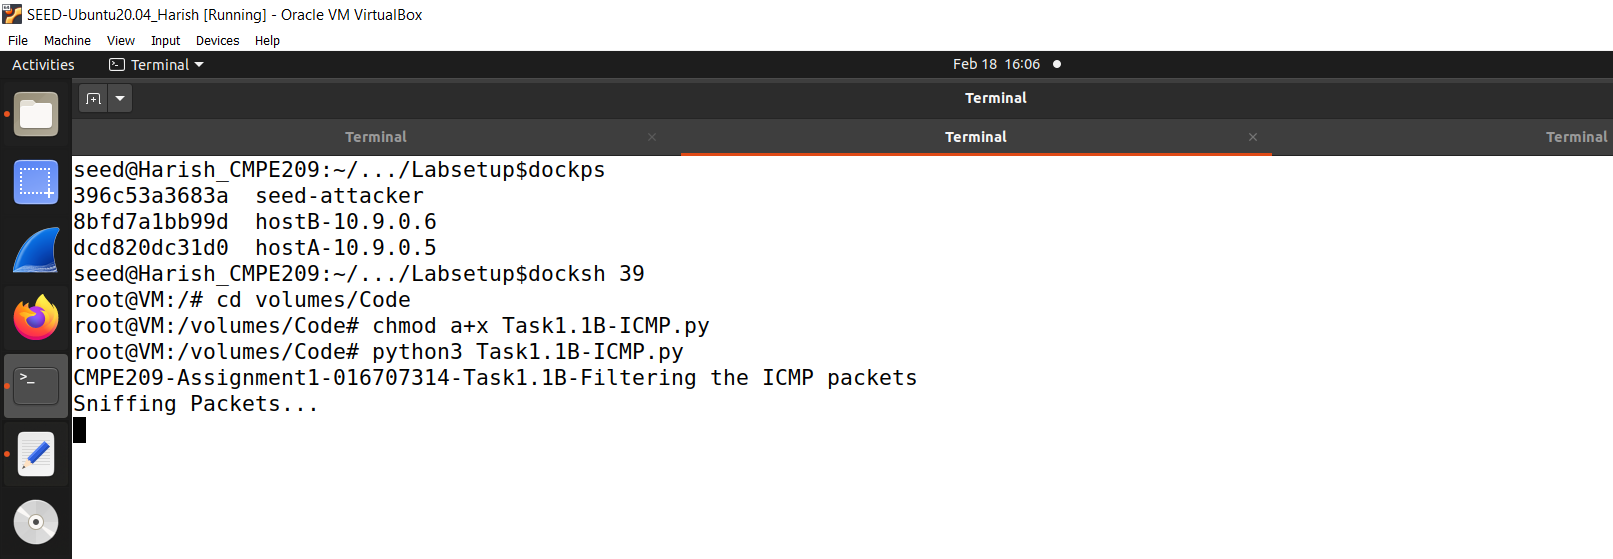 SEED-Ubuntu20.04_Harish [Running] - Oracle VM VirtualBox
File Machine View Input Devices Help
Activities Terminal Feb 18 16:06
Terminal
Terminal × Terminal × Terminal
seed@Harish_CMPE209:~/.../Labsetup$dockps
396c53a3683a  seed-attacker
8bfd7a1bb99d  hostB-10.9.0.6
dcd820dc31d0  hostA-10.9.0.5
seed@Harish_CMPE209:~/.../Labsetup$docksh 39
root@VM:/# cd volumes/Code
root@VM:/volumes/Code# chmod a+x Task1.1B-ICMP.py
root@VM:/volumes/Code# python3 Task1.1B-ICMP.py
CMPE209-Assignment1-016707314-Task1.1B-Filtering the ICMP packets
Sniffing Packets...